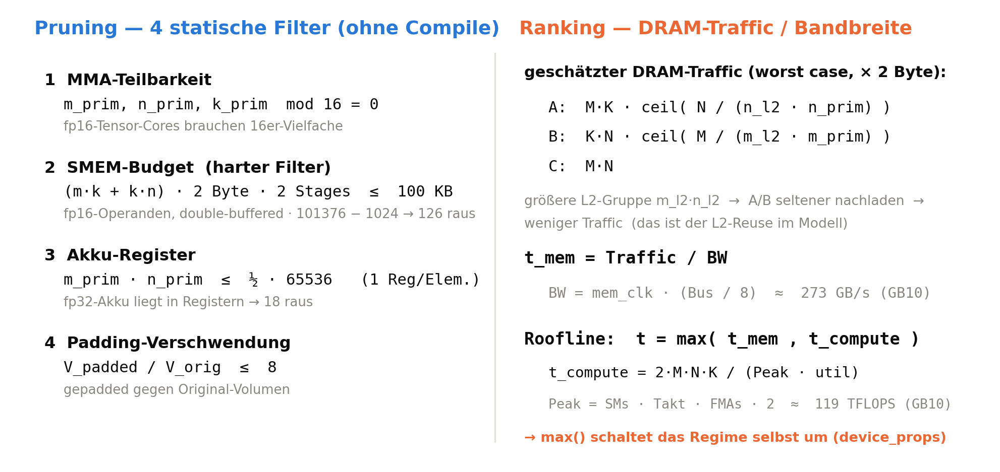 Pruning — 4 statische Filter (ohne Compile)
1 MMA-Teilbarkeit
m_prim, n_prim, k_prim mod 16 = 0
fp16-Tensor-Cores brauchen 16er-Vielfache
2 SMEM-Budget (harter Filter)
(m·k + k·n) · 2 Byte · 2 Stages ≤ 100 KB
fp16-Operanden, double-buffered · 101376 − 1024 → 126 raus
3 Akku-Register
m_prim · n_prim ≤ ½ · 65536 (1 Reg/Elem.)
fp32-Akku liegt in Registern → 18 raus
4 Padding-Verschwendung
V_padded / V_orig ≤ 8
gepadded gegen Original-Volumen
Ranking — DRAM-Traffic / Bandbreite
geschätzter DRAM-Traffic (worst case, × 2 Byte):
A: M·K · ceil( N / (n_l2 · n_prim) )
B: K·N · ceil( M / (m_l2 · m_prim) )
C: M·N
größere L2-Gruppe m_l2·n_l2 → A/B seltener nachladen →
weniger Traffic (das ist der L2-Reuse im Modell)
t_mem = Traffic / BW
BW = mem_clk · (Bus / 8) ≈ 273 GB/s (GB10)
Roofline: t = max( t_mem , t_compute )
t_compute = 2·M·N·K / (Peak · util)
Peak = SMs · Takt · FMAs · 2 ≈ 119 TFLOPS (GB10)
→ max() schaltet das Regime selbst um (device_props)